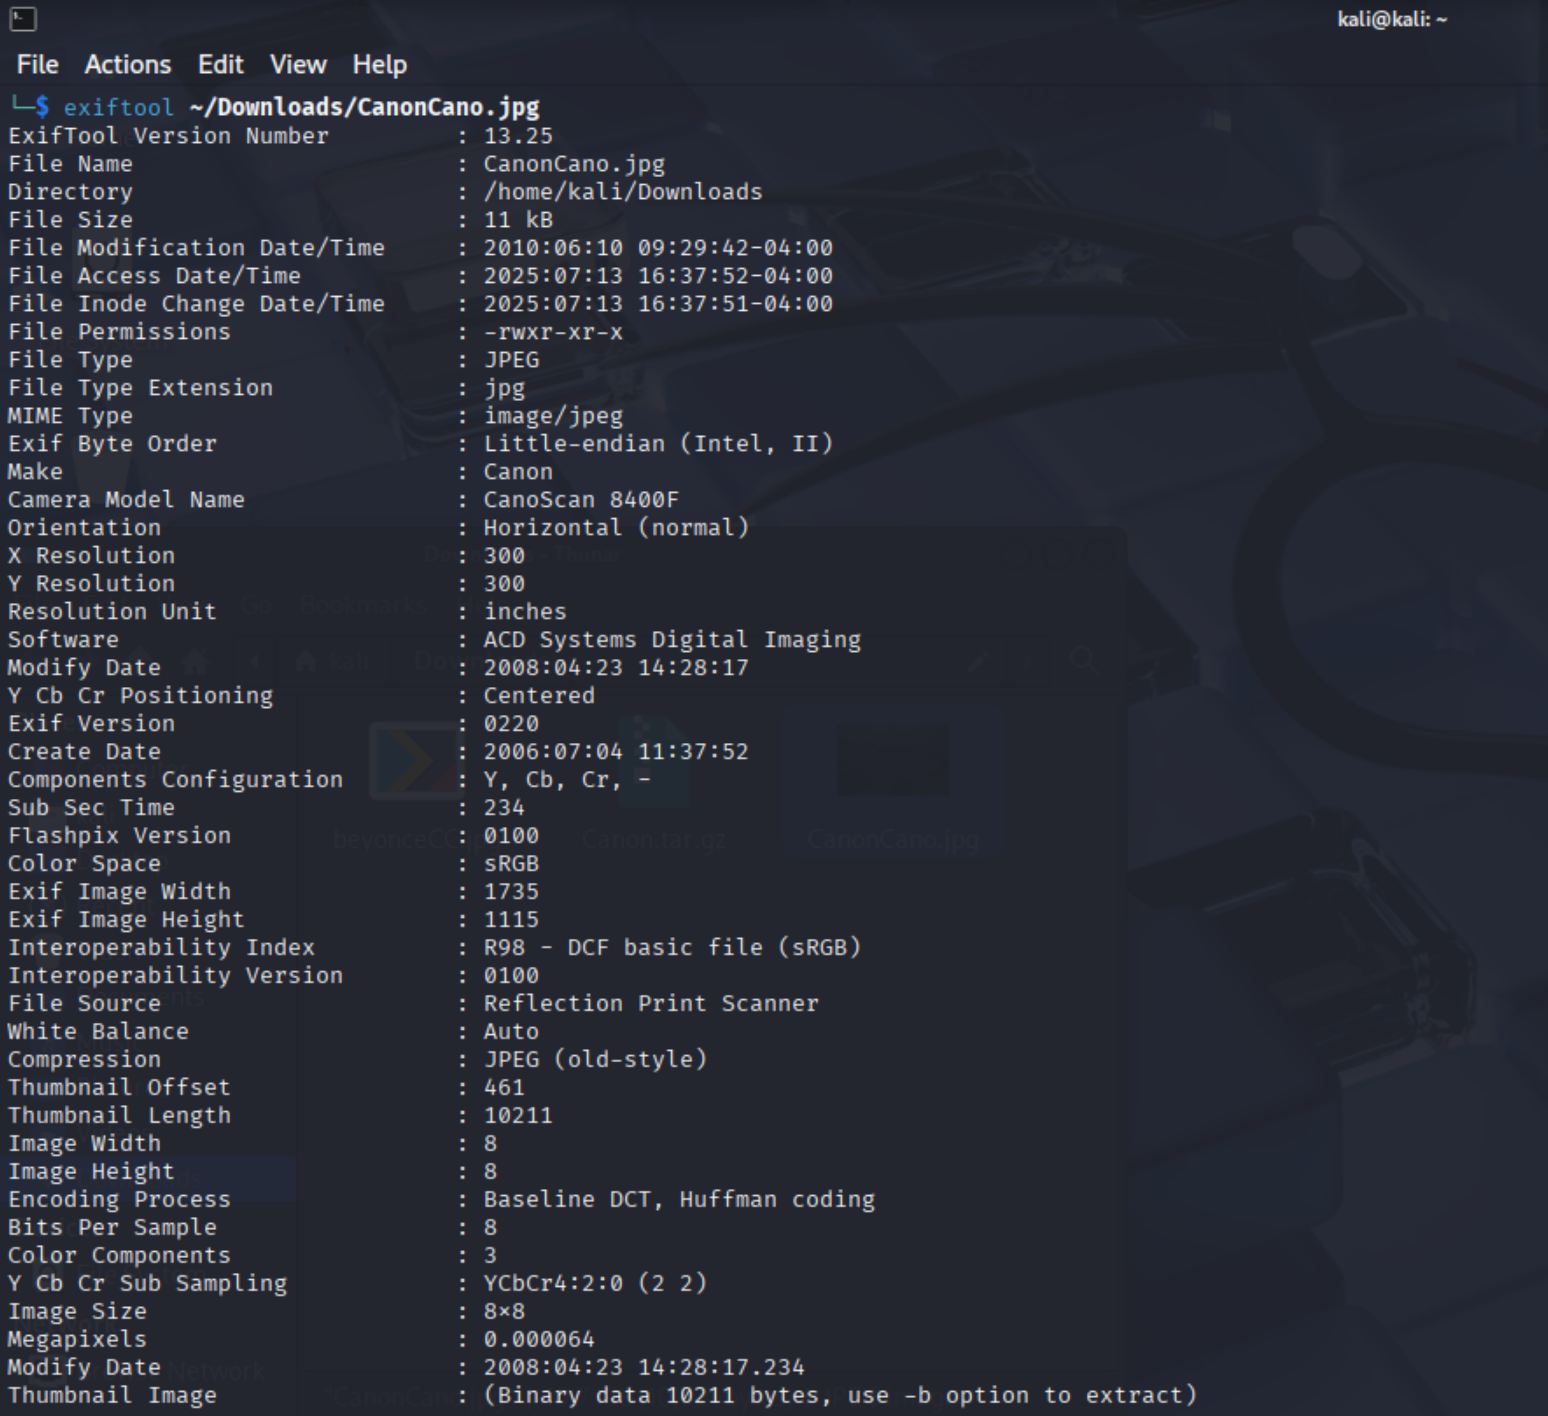 kali@kali: ~
File Actions Edit View Help
└─$ exiftool ~/Downloads/CanonCano.jpg
ExifTool Version Number : 13.25
File Name : CanonCano.jpg
Directory : /home/kali/Downloads
File Size : 11 kB
File Modification Date/Time : 2010:06:10 09:29:42-04:00
File Access Date/Time : 2025:07:13 16:37:52-04:00
File Inode Change Date/Time : 2025:07:13 16:37:51-04:00
File Permissions : -rwxr-xr-x
File Type : JPEG
File Type Extension : jpg
MIME Type : image/jpeg
Exif Byte Order : Little-endian (Intel, II)
Make : Canon
Camera Model Name : CanoScan 8400F
Orientation : Horizontal (normal)
X Resolution : 300
Y Resolution : 300
Resolution Unit : inches
Software : ACD Systems Digital Imaging
Modify Date : 2008:04:23 14:28:17
Y Cb Cr Positioning : Centered
Exif Version : 0220
Create Date : 2006:07:04 11:37:52
Components Configuration : Y, Cb, Cr, -
Sub Sec Time : 234
Flashpix Version : 0100
Color Space : sRGB
Exif Image Width : 1735
Exif Image Height : 1115
Interoperability Index : R98 - DCF basic file (sRGB)
Interoperability Version : 0100
File Source : Reflection Print Scanner
White Balance : Auto
Compression : JPEG (old-style)
Thumbnail Offset : 461
Thumbnail Length : 10211
Image Width : 8
Image Height : 8
Encoding Process : Baseline DCT, Huffman coding
Bits Per Sample : 8
Color Components : 3
Y Cb Cr Sub Sampling : YCbCr4:2:0 (2 2)
Image Size : 8×8
Megapixels : 0.000064
Modify Date : 2008:04:23 14:28:17.234
Thumbnail Image : (Binary data 10211 bytes, use -b option to extract)